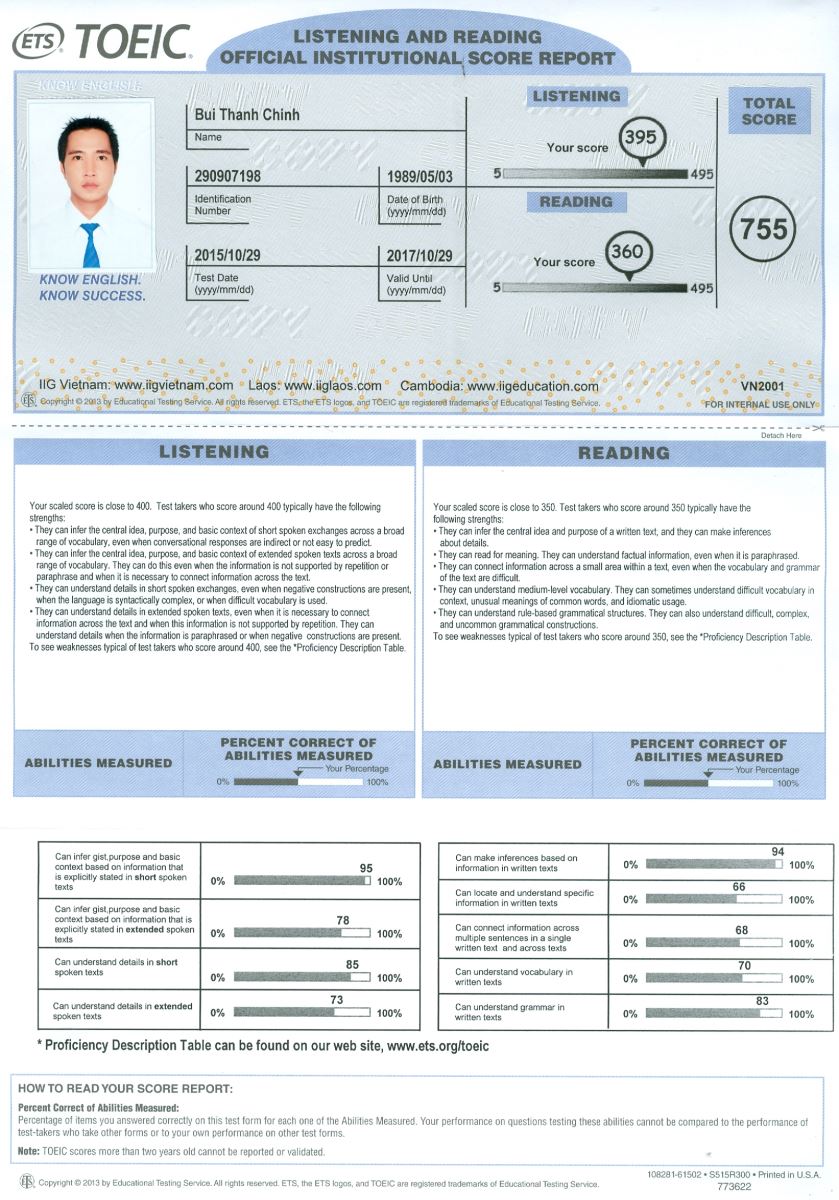 ETS® TOEIC®
LISTENING AND READING
OFFICIAL INSTITUTIONAL SCORE REPORT
KNOW ENGLISH.
Bui Thanh Chinh
Name
290907198
Identification
Number
1989/05/03
Date of Birth
(yyyy/mm/dd)
2015/10/29
Test Date
(yyyy/mm/dd)
2017/10/29
Valid Until
(yyyy/mm/dd)
LISTENING
Your score
395
5
495
READING
Your score
360
5
495
TOTAL
SCORE
755
KNOW ENGLISH.
KNOW SUCCESS.
COPY
IIG Vietnam: www.iigvietnam.com Laos: www.iiglaos.com Cambodia: www.iigeducation.com
VN2001
Copyright © 2013 by Educational Testing Service. All rights reserved. ETS, the ETS logos, and TOEIC are registered trademarks of Educational Testing Service.
FOR INTERNAL USE ONLY
Detach Here
LISTENING
Your scaled score is close to 400. Test takers who score around 400 typically have the following
strengths:
• They can infer the central idea, purpose, and basic context of short spoken exchanges across a broad
range of vocabulary, even when conversational responses are indirect or not easy to predict.
• They can infer the central idea, purpose, and basic context of extended spoken texts across a broad
range of vocabulary. They can do this even when the information is not supported by repetition or
paraphrase and when it is necessary to connect information across the text.
• They can understand details in short spoken exchanges, even when negative constructions are present,
when the language is syntactically complex, or when difficult vocabulary is used.
• They can understand details in extended spoken texts, even when it is necessary to connect
information across the text and when this information is not supported by repetition. They can
understand details when the information is paraphrased or when negative constructions are present.
To see weaknesses typical of test takers who score around 400, see the *Proficiency Description Table.
READING
Your scaled score is close to 350. Test takers who score around 350 typically have the
following strengths:
• They can infer the central idea and purpose of a written text, and they can make inferences
about details.
• They can read for meaning. They can understand factual information, even when it is paraphrased.
• They can connect information across a small area within a text, even when the vocabulary and grammar
of the text are difficult.
• They can understand medium-level vocabulary. They can sometimes understand difficult vocabulary in
context, unusual meanings of common words, and idiomatic usage.
• They can understand rule-based grammatical structures. They can also understand difficult, complex,
and uncommon grammatical constructions.
To see weaknesses typical of test takers who score around 350, see the *Proficiency Description Table.
ABILITIES MEASURED
PERCENT CORRECT OF
ABILITIES MEASURED
Your Percentage
0% 100%
ABILITIES MEASURED
PERCENT CORRECT OF
ABILITIES MEASURED
Your Percentage
0% 100%
Can infer gist,purpose and basic
context based on information that
is explicitly stated in short spoken
texts
0% 95 100%
Can infer gist,purpose and basic
context based on information that is
explicitly stated in extended spoken
texts
0% 78 100%
Can understand details in short
spoken texts
0% 85 100%
Can understand details in extended
spoken texts
0% 73 100%
Can make inferences based on
information in written texts
0% 94 100%
Can locate and understand specific
information in written texts
0% 66 100%
Can connect information across
multiple sentences in a single
written text and across texts
0% 68 100%
Can understand vocabulary in
written texts
0% 70 100%
Can understand grammar in
written texts
0% 83 100%
* Proficiency Description Table can be found on our web site, www.ets.org/toeic
HOW TO READ YOUR SCORE REPORT:
Percent Correct of Abilities Measured:
Percentage of items you answered correctly on this test form for each one of the Abilities Measured. Your performance on questions testing these abilities cannot be compared to the performance of
test-takers who take other forms or to your own performance on other test forms.
Note: TOEIC scores more than two years old cannot be reported or validated.
Copyright © 2013 by Educational Testing Service. All rights reserved. ETS, the ETS logos, and TOEIC are registered trademarks of Educational Testing Service.
108281-61502 • S515R300 • Printed in U.S.A.
773622